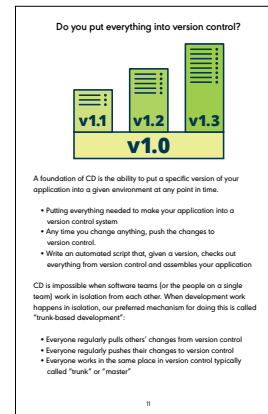 Do you put everything into version control?
v1.1
v1.2
v1.3
v1.0
A foundation of CD is the ability to put a specific version of your
application into a given environment at any point in time.
• Putting everything needed to make your application into a
version control system
• Any time you change anything, push the changes to
version control.
• Write an automated script that, given a version, checks out
everything from version control and assembles your application
CD is impossible when software teams (or the people on a single
team) work in isolation from each other. When development work
happens in isolation, our preferred mechanism for doing this is called
"trunk-based development":
• Everyone regularly pulls others' changes from version control
• Everyone regularly pushes their changes to version control
• Everyone works in the same place in version control typically
called "trunk" or "master"
11